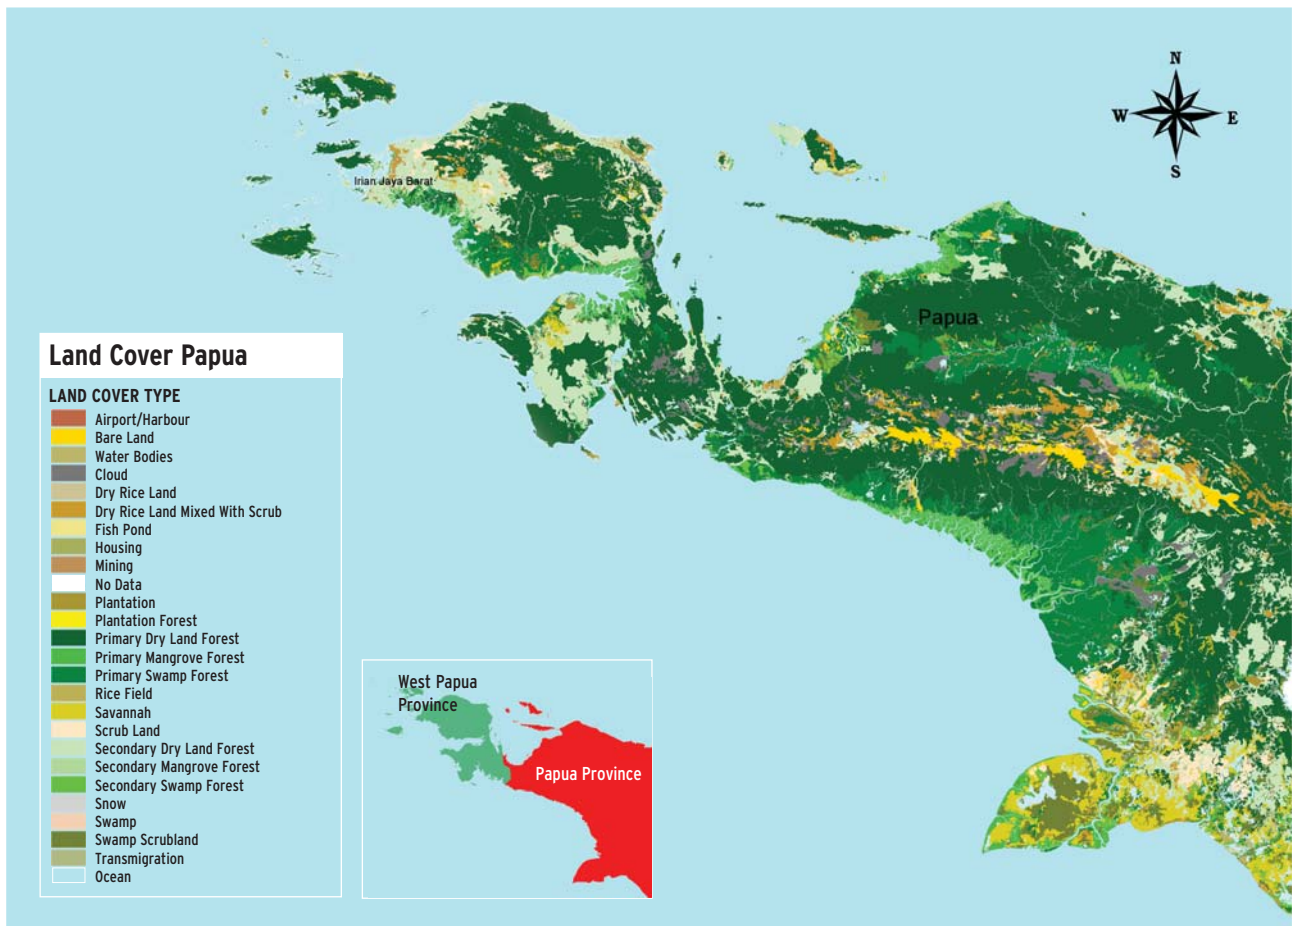 N
W
E
S
Irian Jaya Barat
Papua
Land Cover Papua
LAND COVER TYPE
Airport/Harbour
Bare Land
Water Bodies
Cloud
Dry Rice Land
Dry Rice Land Mixed With Scrub
Fish Pond
Housing
Mining
No Data
Plantation
Plantation Forest
Primary Dry Land Forest
Primary Mangrove Forest
Primary Swamp Forest
Rice Field
Savannah
Scrub Land
Secondary Dry Land Forest
Secondary Mangrove Forest
Secondary Swamp Forest
Snow
Swamp
Swamp Scrubland
Transmigration
Ocean
West Papua
Province
Papua Province